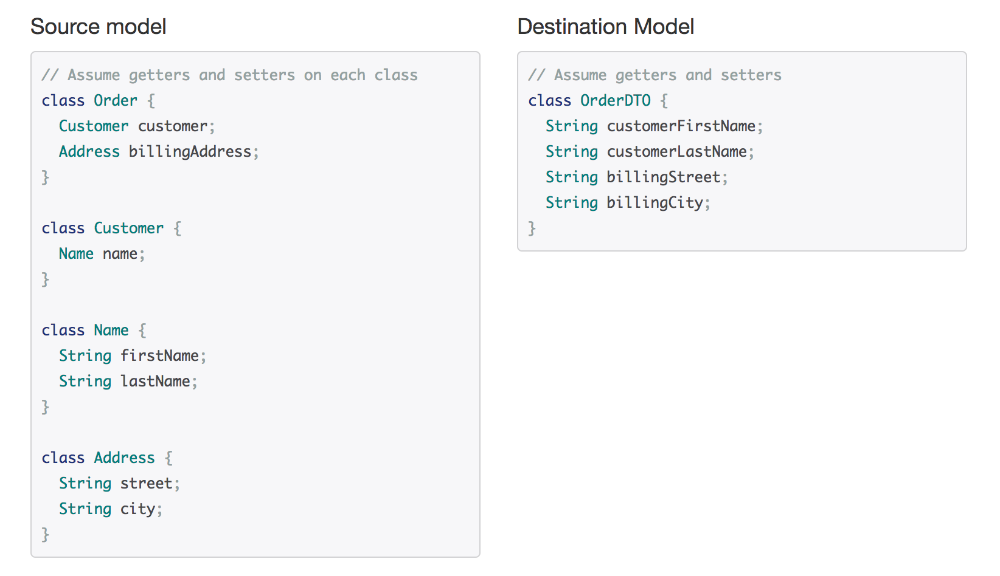 Source model
// Assume getters and setters on each class
class Order {
  Customer customer;
  Address billingAddress;
}

class Customer {
  Name name;
}

class Name {
  String firstName;
  String lastName;
}

class Address {
  String street;
  String city;
}
Destination Model
// Assume getters and setters
class OrderDTO {
  String customerFirstName;
  String customerLastName;
  String billingStreet;
  String billingCity;
}